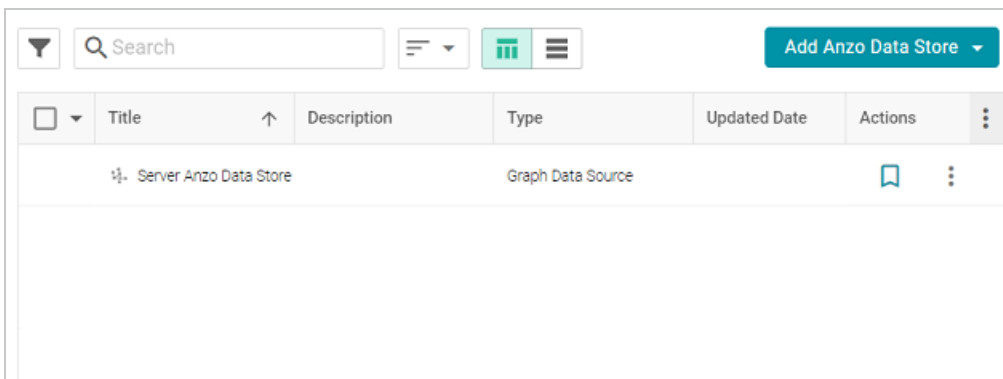 Search
Add Anzo Data Store
Title Description Type Updated Date Actions
Server Anzo Data Store Graph Data Source